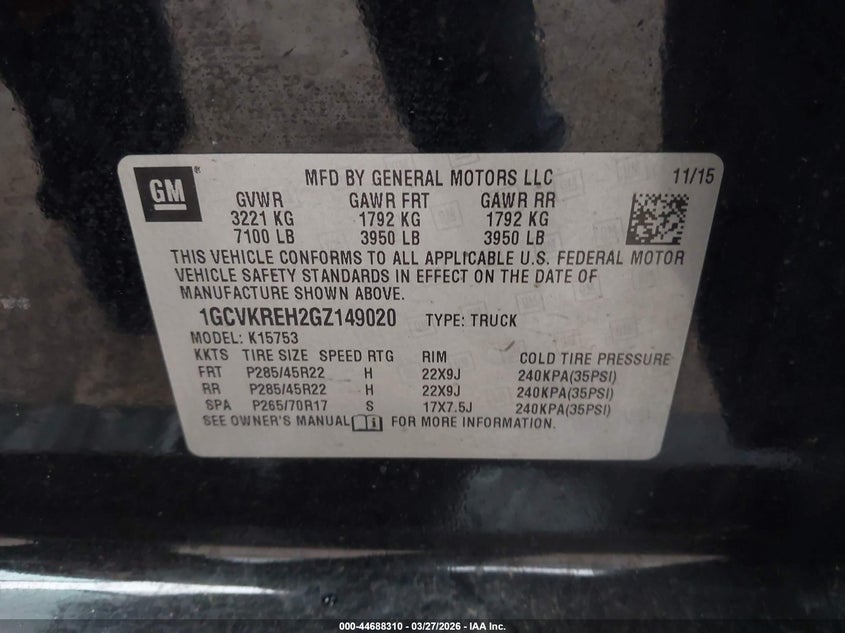 GM
MFD BY GENERAL MOTORS LLC 11/15
GVWR GAWR FRT GAWR RR
3221 KG 1792 KG 1792 KG
7100 LB 3950 LB 3950 LB
THIS VEHICLE CONFORMS TO ALL APPLICABLE U.S. FEDERAL MOTOR
VEHICLE SAFETY STANDARDS IN EFFECT ON THE DATE OF
MANUFACTURE SHOWN ABOVE.
1GCVKREH2GZ149020 TYPE: TRUCK
MODEL: K15753
KKTS TIRE SIZE SPEED RTG RIM COLD TIRE PRESSURE
FRT P285/45R22 H 22X9J 240KPA(35PSI)
RR P285/45R22 H 22X9J 240KPA(35PSI)
SPA P265/70R17 S 17X7.5J 240KPA(35PSI)
SEE OWNER'S MANUAL FOR MORE INFORMATION.
000-44688310 - 03/27/2026 - IAA Inc.